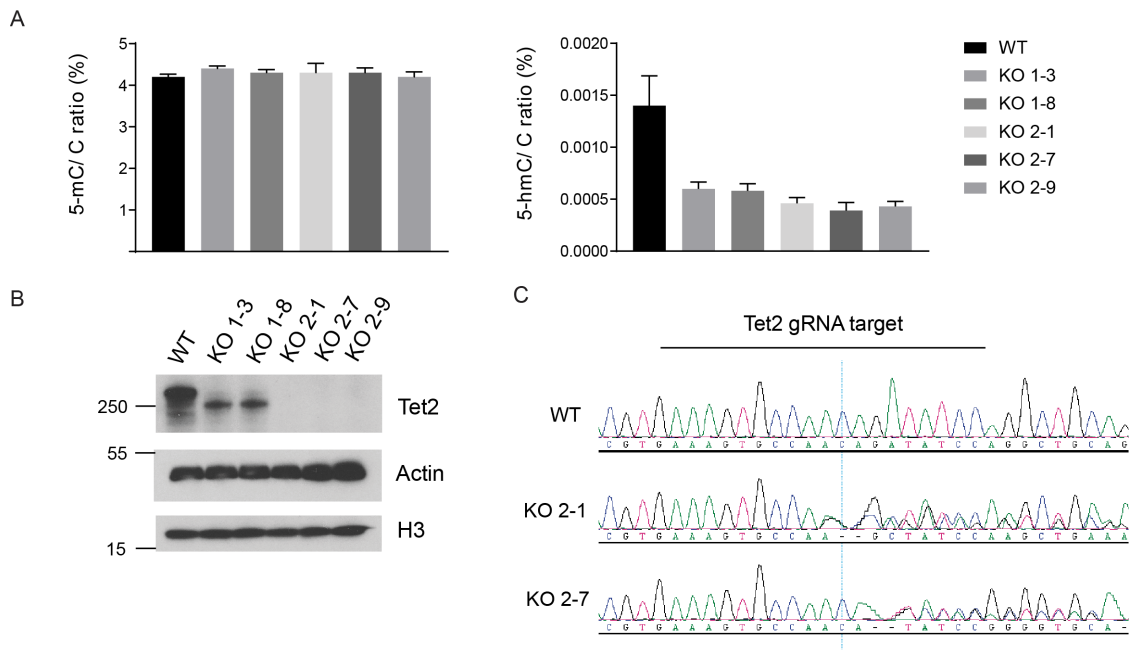 A
5-mC/ C ratio (%)
5
4
3
2
1
5-hmC/ C ratio (%)
0.0020
0.0015
0.0010
0.0005
0.0000
WT
KO 1-3
KO 1-8
KO 2-1
KO 2-7
KO 2-9
B
WT
KO 1-3
KO 1-8
KO 2-1
KO 2-7
KO 2-9
250
Tet2
55
Actin
H3
15
C
Tet2 gRNA target
WT
C G T G A A A G T G C C A A C A G A T A T C C A G G C T G C A G
KO 2-1
C G T G A A A G T G C C A A - - G C T A T C C A A G C T G A A A
KO 2-7
C G T G A A A G T G C C A A C A - - T A T C C G G G G T G C A -